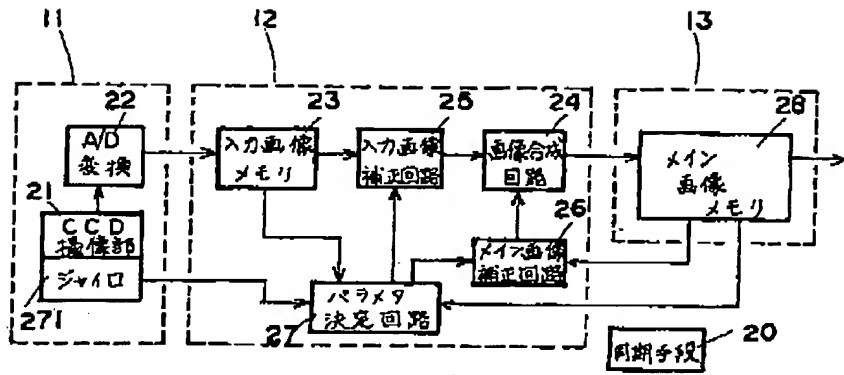 11
12
13
22
A/D
変換
23
入力画像
メモリ
25
入力画像
補正回路
24
画像合成
回路
28
メイン
画像
メモリ
21
CCD
撮像部
ジャイロ
271
26
メイン画像
補正回路
パラメタ
決定回路
27
20
同期手段